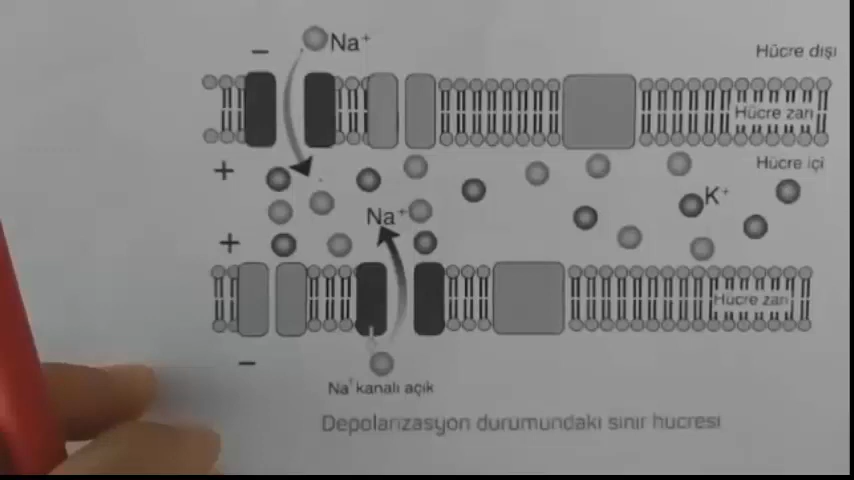 Na⁺
−
Hücre dışı
Hücre zarı
+
Hücre içi
K⁺
Na⁺
+
Hücre zarı
−
Na⁺ kanalı açık
Depolarizasyon durumundaki sinir hücresi